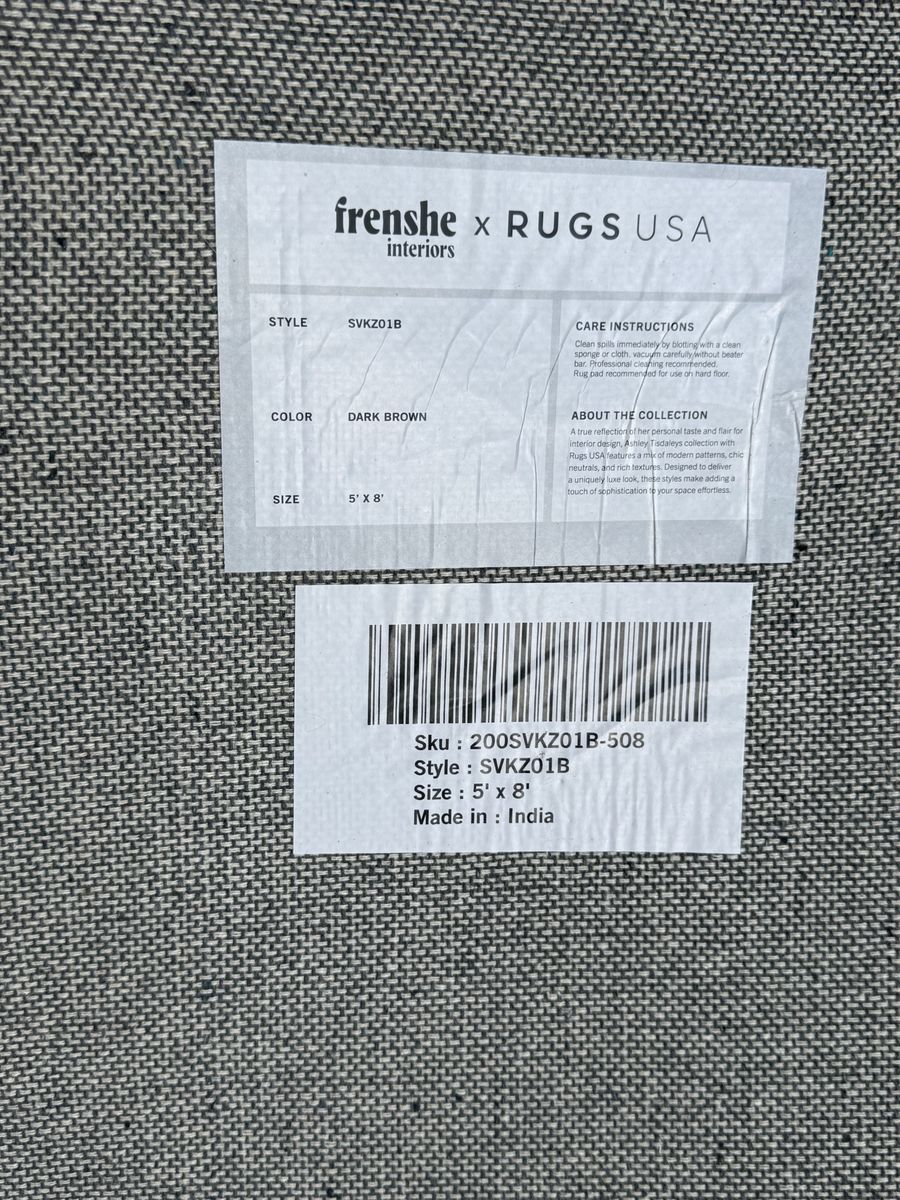 frenshe x RUGS USA
interiors
STYLE SVKZ01B
COLOR DARK BROWN
SIZE 5' X 8'
CARE INSTRUCTIONS
Clean spills immediately by blotting with a clean
sponge or cloth, vacuum carefully without beater
bar. Professional cleaning recommended.
Rug pad recommended for use on hard floor.
ABOUT THE COLLECTION
A true reflection of her personal taste and flair for
interior design, Ashley Tisdaleys collection with
Rugs USA features a mix of modern patterns, chic
neutrals, and rich textures. Designed to deliver
a uniquely luxe look, these styles make adding a
touch of sophistication to your space effortless.
Sku : 200SVKZ01B-508
Style : SVKZ01B
Size : 5' x 8'
Made in : India